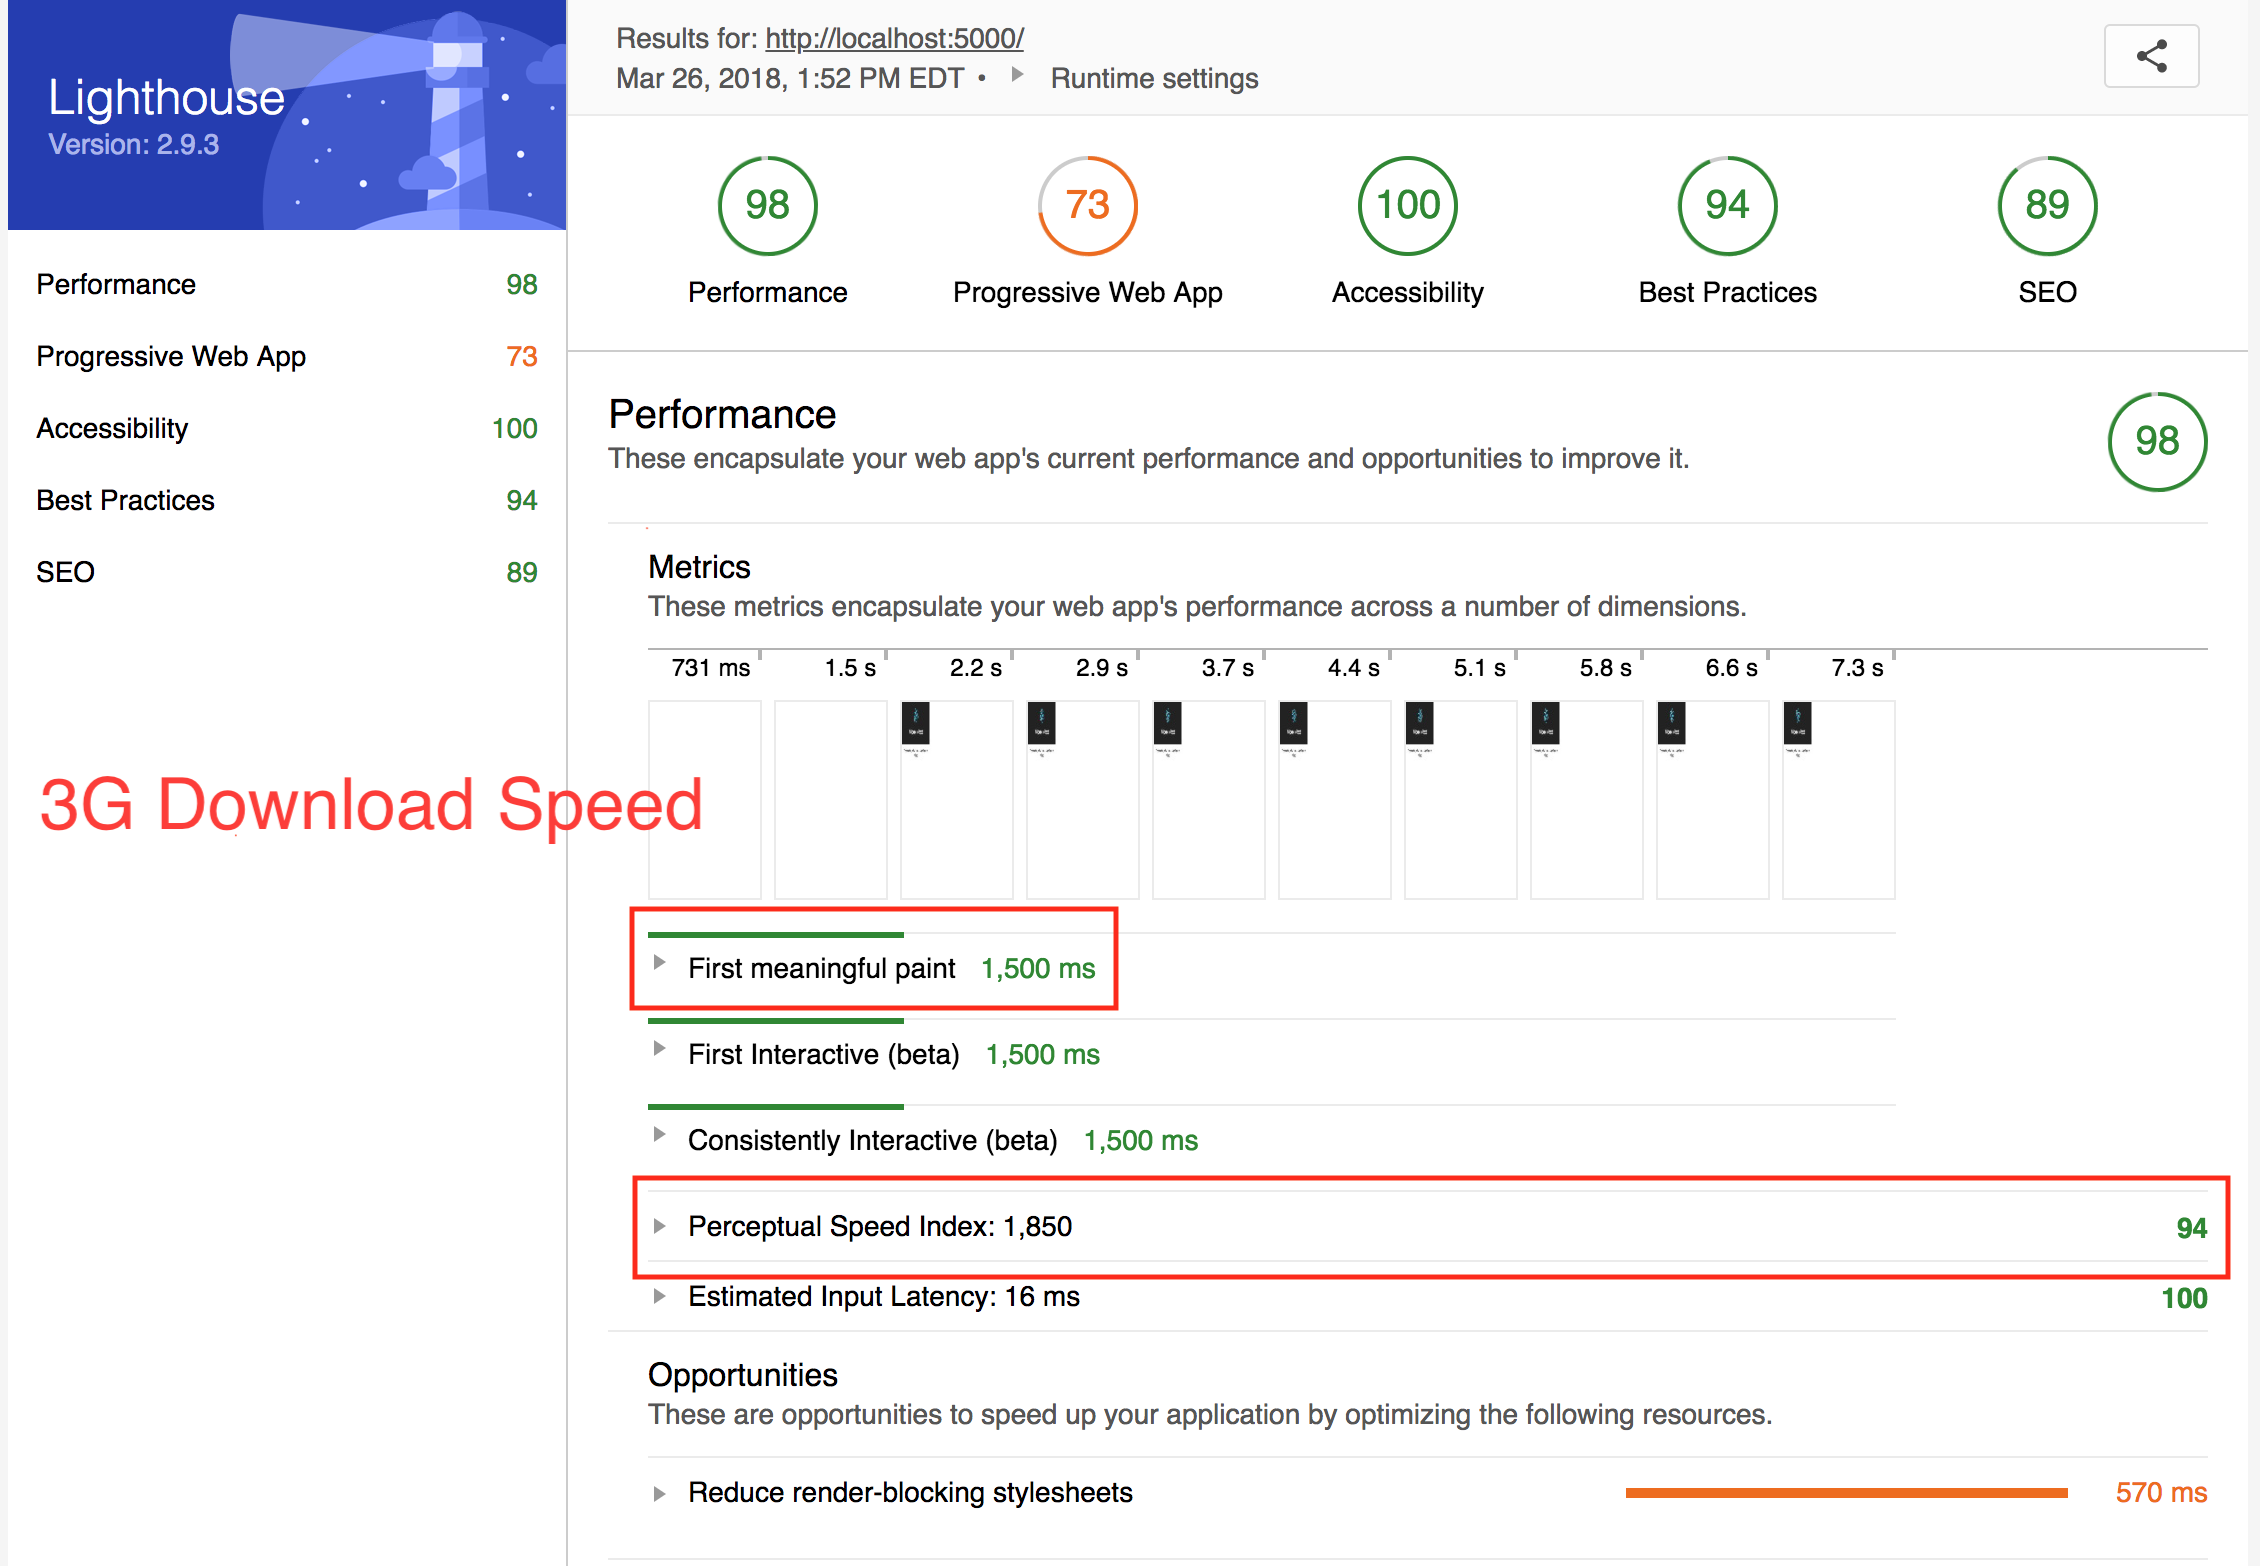 Lighthouse
Version: 2.9.3
Performance 98
Progressive Web App 73
Accessibility 100
Best Practices 94
SEO 89
3G Download Speed
Results for: http://localhost:5000/
Mar 26, 2018, 1:52 PM EDT • Runtime settings
98 73 100 94 89
Performance Progressive Web App Accessibility Best Practices SEO
Performance
These encapsulate your web app's current performance and opportunities to improve it.
98
Metrics
These metrics encapsulate your web app's performance across a number of dimensions.
731 ms 1.5 s 2.2 s 2.9 s 3.7 s 4.4 s 5.1 s 5.8 s 6.6 s 7.3 s
First meaningful paint 1,500 ms
First Interactive (beta) 1,500 ms
Consistently Interactive (beta) 1,500 ms
Perceptual Speed Index: 1,850 94
Estimated Input Latency: 16 ms 100
Opportunities
These are opportunities to speed up your application by optimizing the following resources.
Reduce render-blocking stylesheets 570 ms